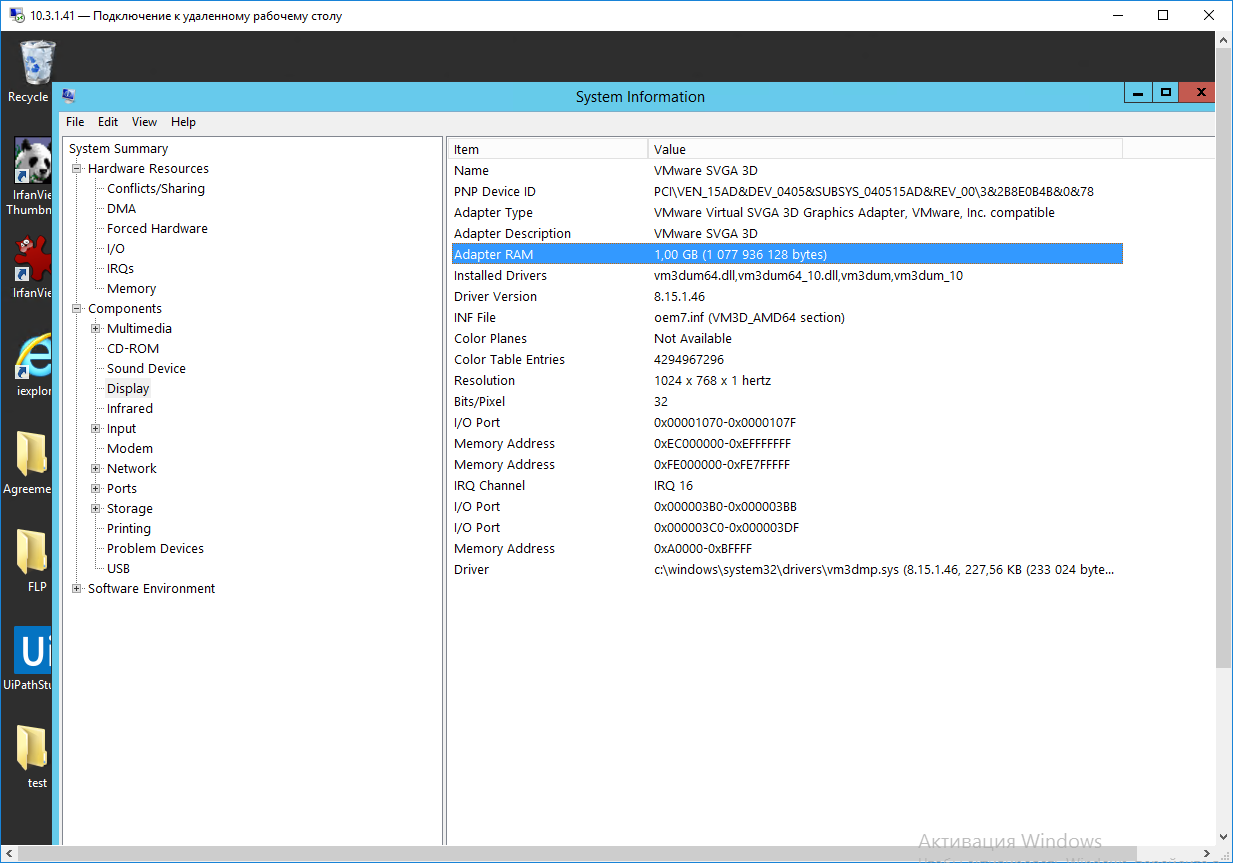 10.3.1.41 — Подключение к удаленному рабочему столу
Recycle
System Information
File Edit View Help
IrfanVie
Thumbn
IrfanVie
iexplor
Agreeme
FLP
Ui
UiPathStu
test
System Summary
Hardware Resources
Conflicts/Sharing
DMA
Forced Hardware
I/O
IRQs
Memory
Components
Multimedia
CD-ROM
Sound Device
Display
Infrared
Input
Modem
Network
Ports
Storage
Printing
Problem Devices
USB
Software Environment
Item Value
Name VMware SVGA 3D
PNP Device ID PCI\VEN_15AD&DEV_0405&SUBSYS_040515AD&REV_00\3&2B8E0B4B&0&78
Adapter Type VMware Virtual SVGA 3D Graphics Adapter, VMware, Inc. compatible
Adapter Description VMware SVGA 3D
Adapter RAM 1,00 GB (1 077 936 128 bytes)
Installed Drivers vm3dum64.dll,vm3dum64_10.dll,vm3dum,vm3dum_10
Driver Version 8.15.1.46
INF File oem7.inf (VM3D_AMD64 section)
Color Planes Not Available
Color Table Entries 4294967296
Resolution 1024 x 768 x 1 hertz
Bits/Pixel 32
I/O Port 0x00001070-0x0000107F
Memory Address 0xEC000000-0xEFFFFFFF
Memory Address 0xFE000000-0xFE7FFFFF
IRQ Channel IRQ 16
I/O Port 0x000003B0-0x000003BB
I/O Port 0x000003C0-0x000003DF
Memory Address 0xA0000-0xBFFFF
Driver c:\windows\system32\drivers\vm3dmp.sys (8.15.1.46, 227,56 KB (233 024 byte...
Активация Windows